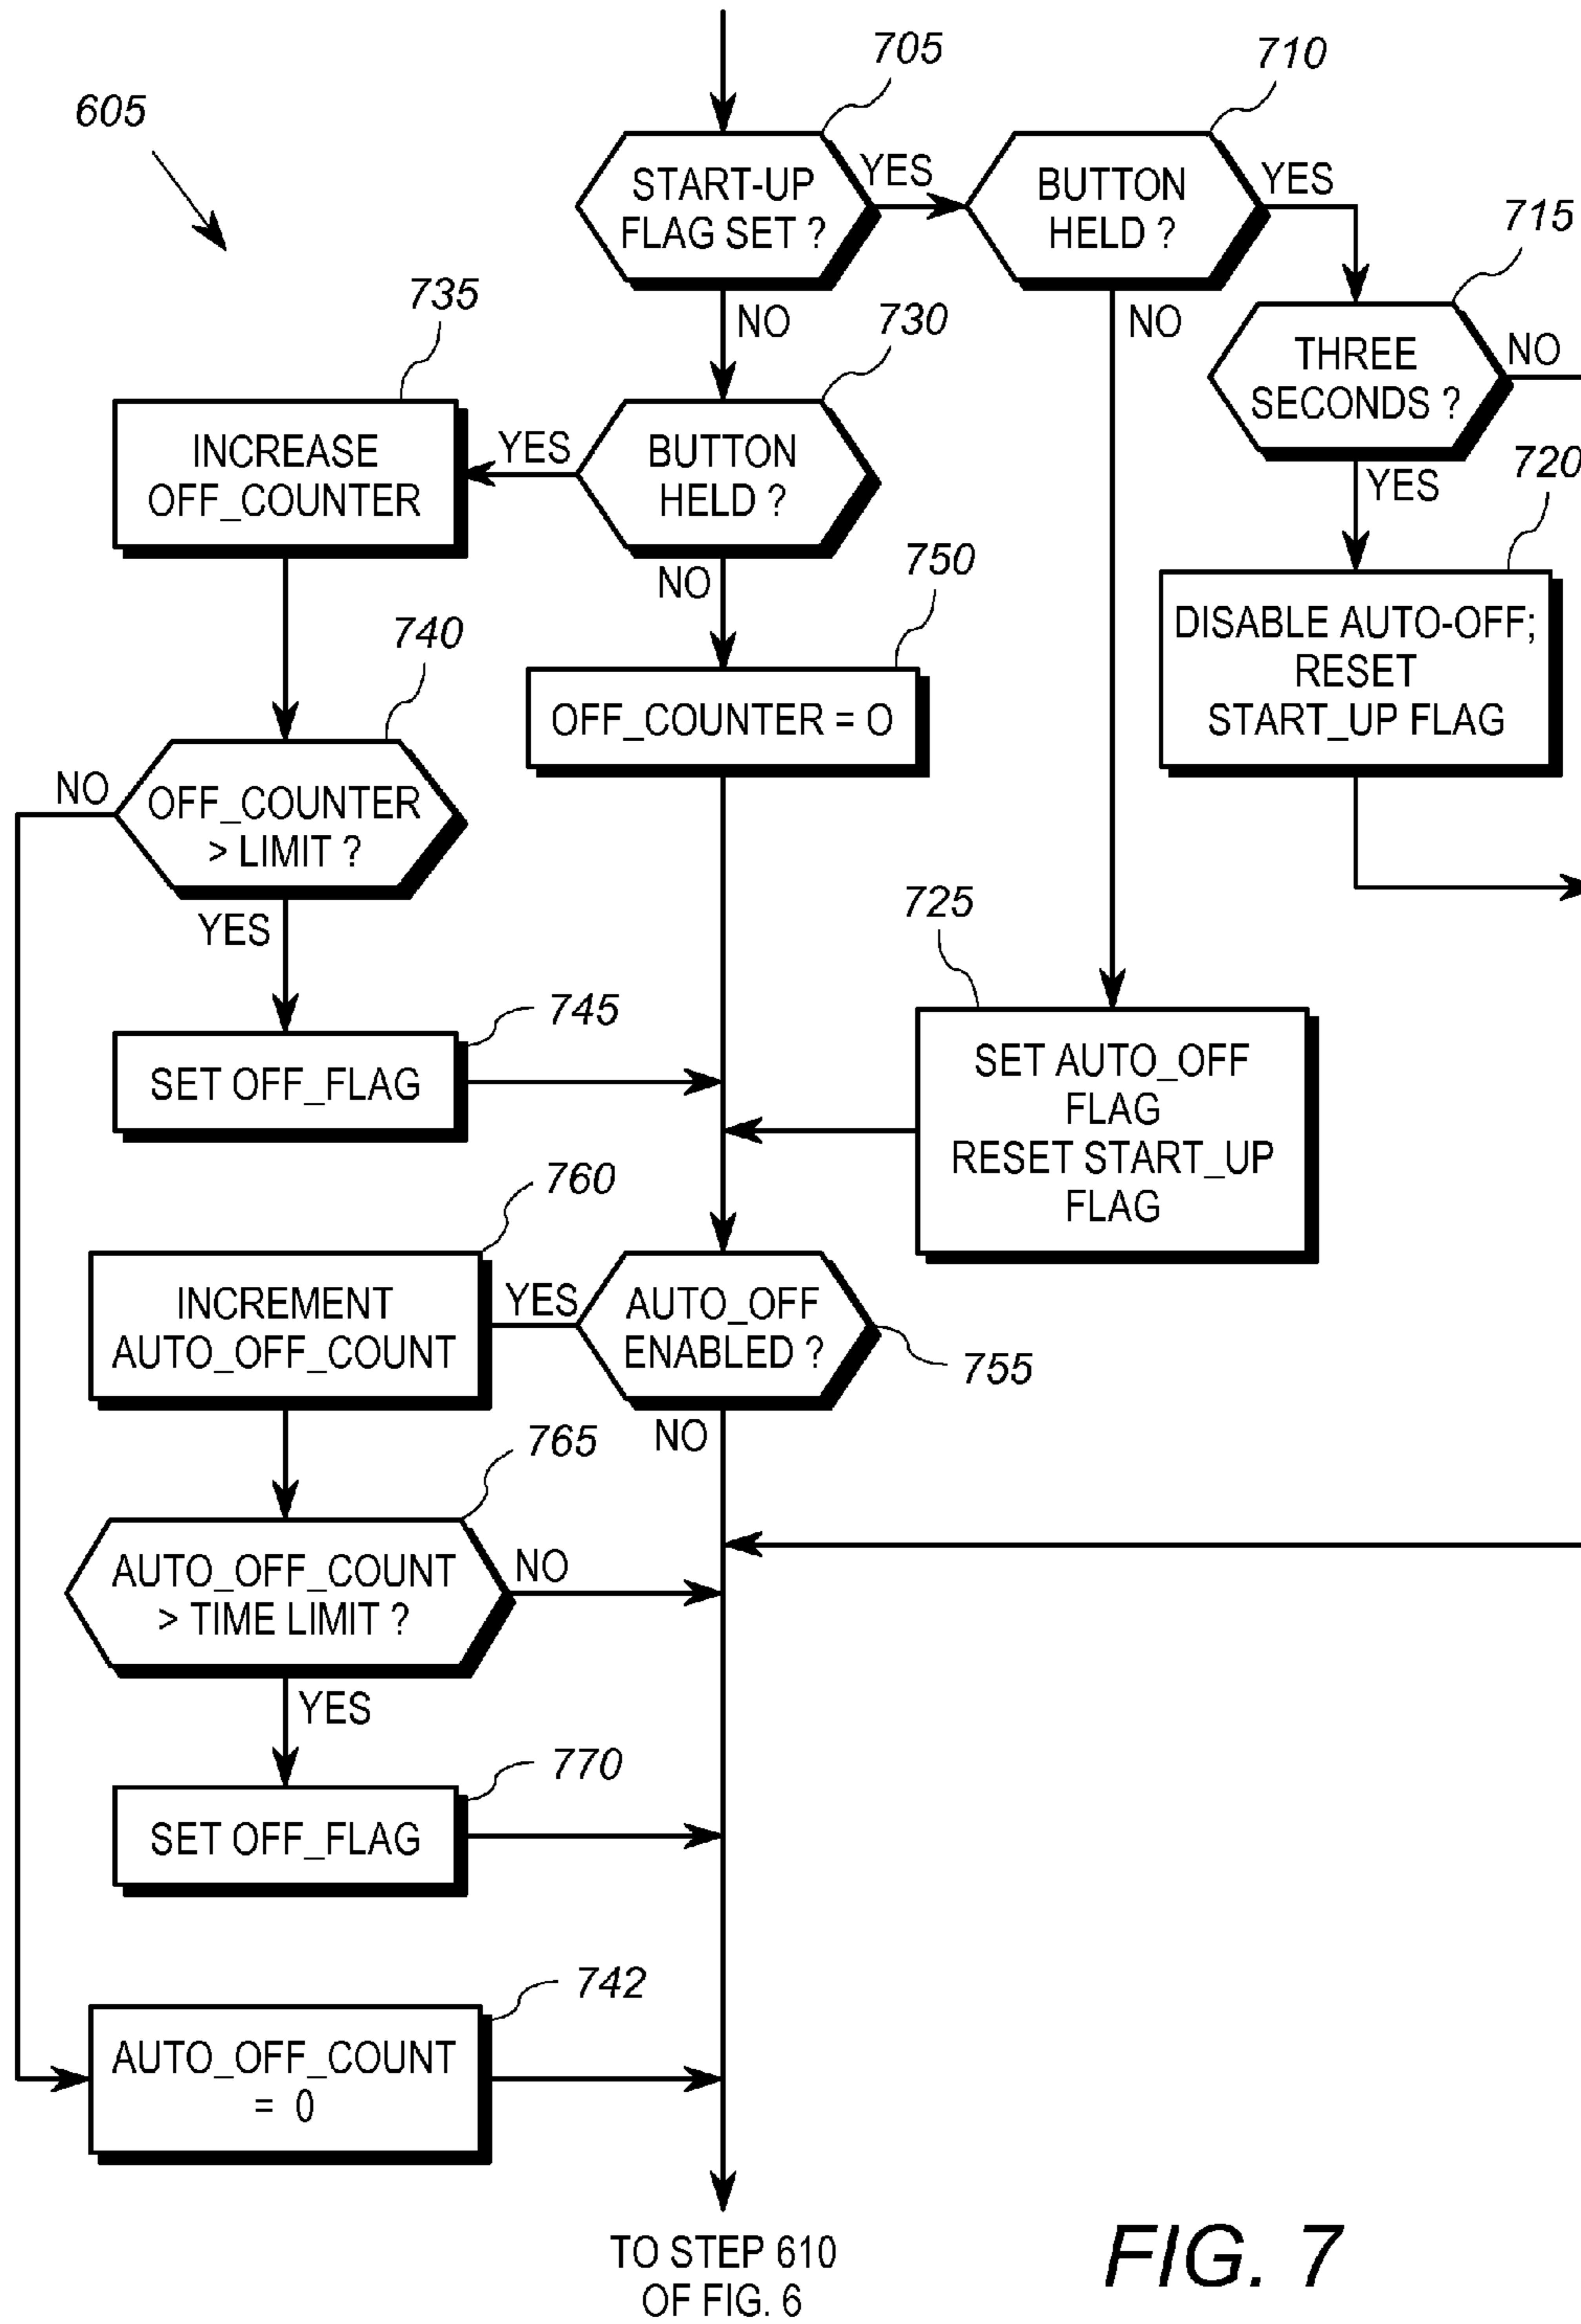 705
710
605
START-UP
FLAG SET ?
YES
BUTTON
HELD ?
YES
715
NO
NO
735
730
THREE
SECONDS ?
NO
INCREASE
OFF_COUNTER
YES
BUTTON
HELD ?
YES
720
NO
750
740
DISABLE AUTO-OFF;
RESET
START_UP FLAG
OFF_COUNTER = O
NO
OFF_COUNTER
> LIMIT ?
YES
725
745
SET OFF_FLAG
SET AUTO_OFF
FLAG
RESET START_UP
FLAG
760
INCREMENT
AUTO_OFF_COUNT
YES
AUTO_OFF
ENABLED ?
755
NO
765
AUTO_OFF_COUNT
> TIME LIMIT ?
NO
YES
770
SET OFF_FLAG
742
AUTO_OFF_COUNT
= 0
TO STEP 610
OF FIG. 6
FIG. 7